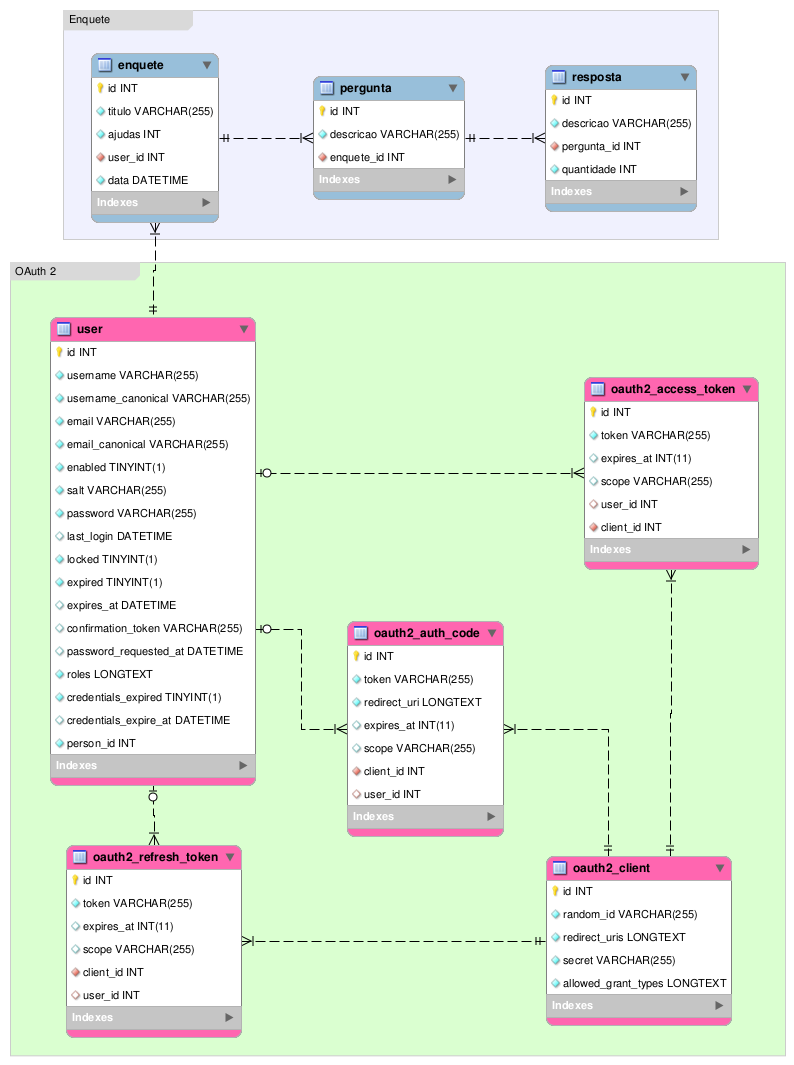 Enquete
enquete
id INT
titulo VARCHAR(255)
ajudas INT
user_id INT
data DATETIME
Indexes
pergunta
id INT
descricao VARCHAR(255)
enquete_id INT
Indexes
resposta
id INT
descricao VARCHAR(255)
pergunta_id INT
quantidade INT
Indexes
OAuth 2
user
id INT
username VARCHAR(255)
username_canonical VARCHAR(255)
email VARCHAR(255)
email_canonical VARCHAR(255)
enabled TINYINT(1)
salt VARCHAR(255)
password VARCHAR(255)
last_login DATETIME
locked TINYINT(1)
expired TINYINT(1)
expires_at DATETIME
confirmation_token VARCHAR(255)
password_requested_at DATETIME
roles LONGTEXT
credentials_expired TINYINT(1)
credentials_expire_at DATETIME
person_id INT
Indexes
oauth2_access_token
id INT
token VARCHAR(255)
expires_at INT(11)
scope VARCHAR(255)
user_id INT
client_id INT
Indexes
oauth2_auth_code
id INT
token VARCHAR(255)
redirect_uri LONGTEXT
expires_at INT(11)
scope VARCHAR(255)
client_id INT
user_id INT
Indexes
oauth2_refresh_token
id INT
token VARCHAR(255)
expires_at INT(11)
scope VARCHAR(255)
client_id INT
user_id INT
Indexes
oauth2_client
id INT
random_id VARCHAR(255)
redirect_uris LONGTEXT
secret VARCHAR(255)
allowed_grant_types LONGTEXT
Indexes